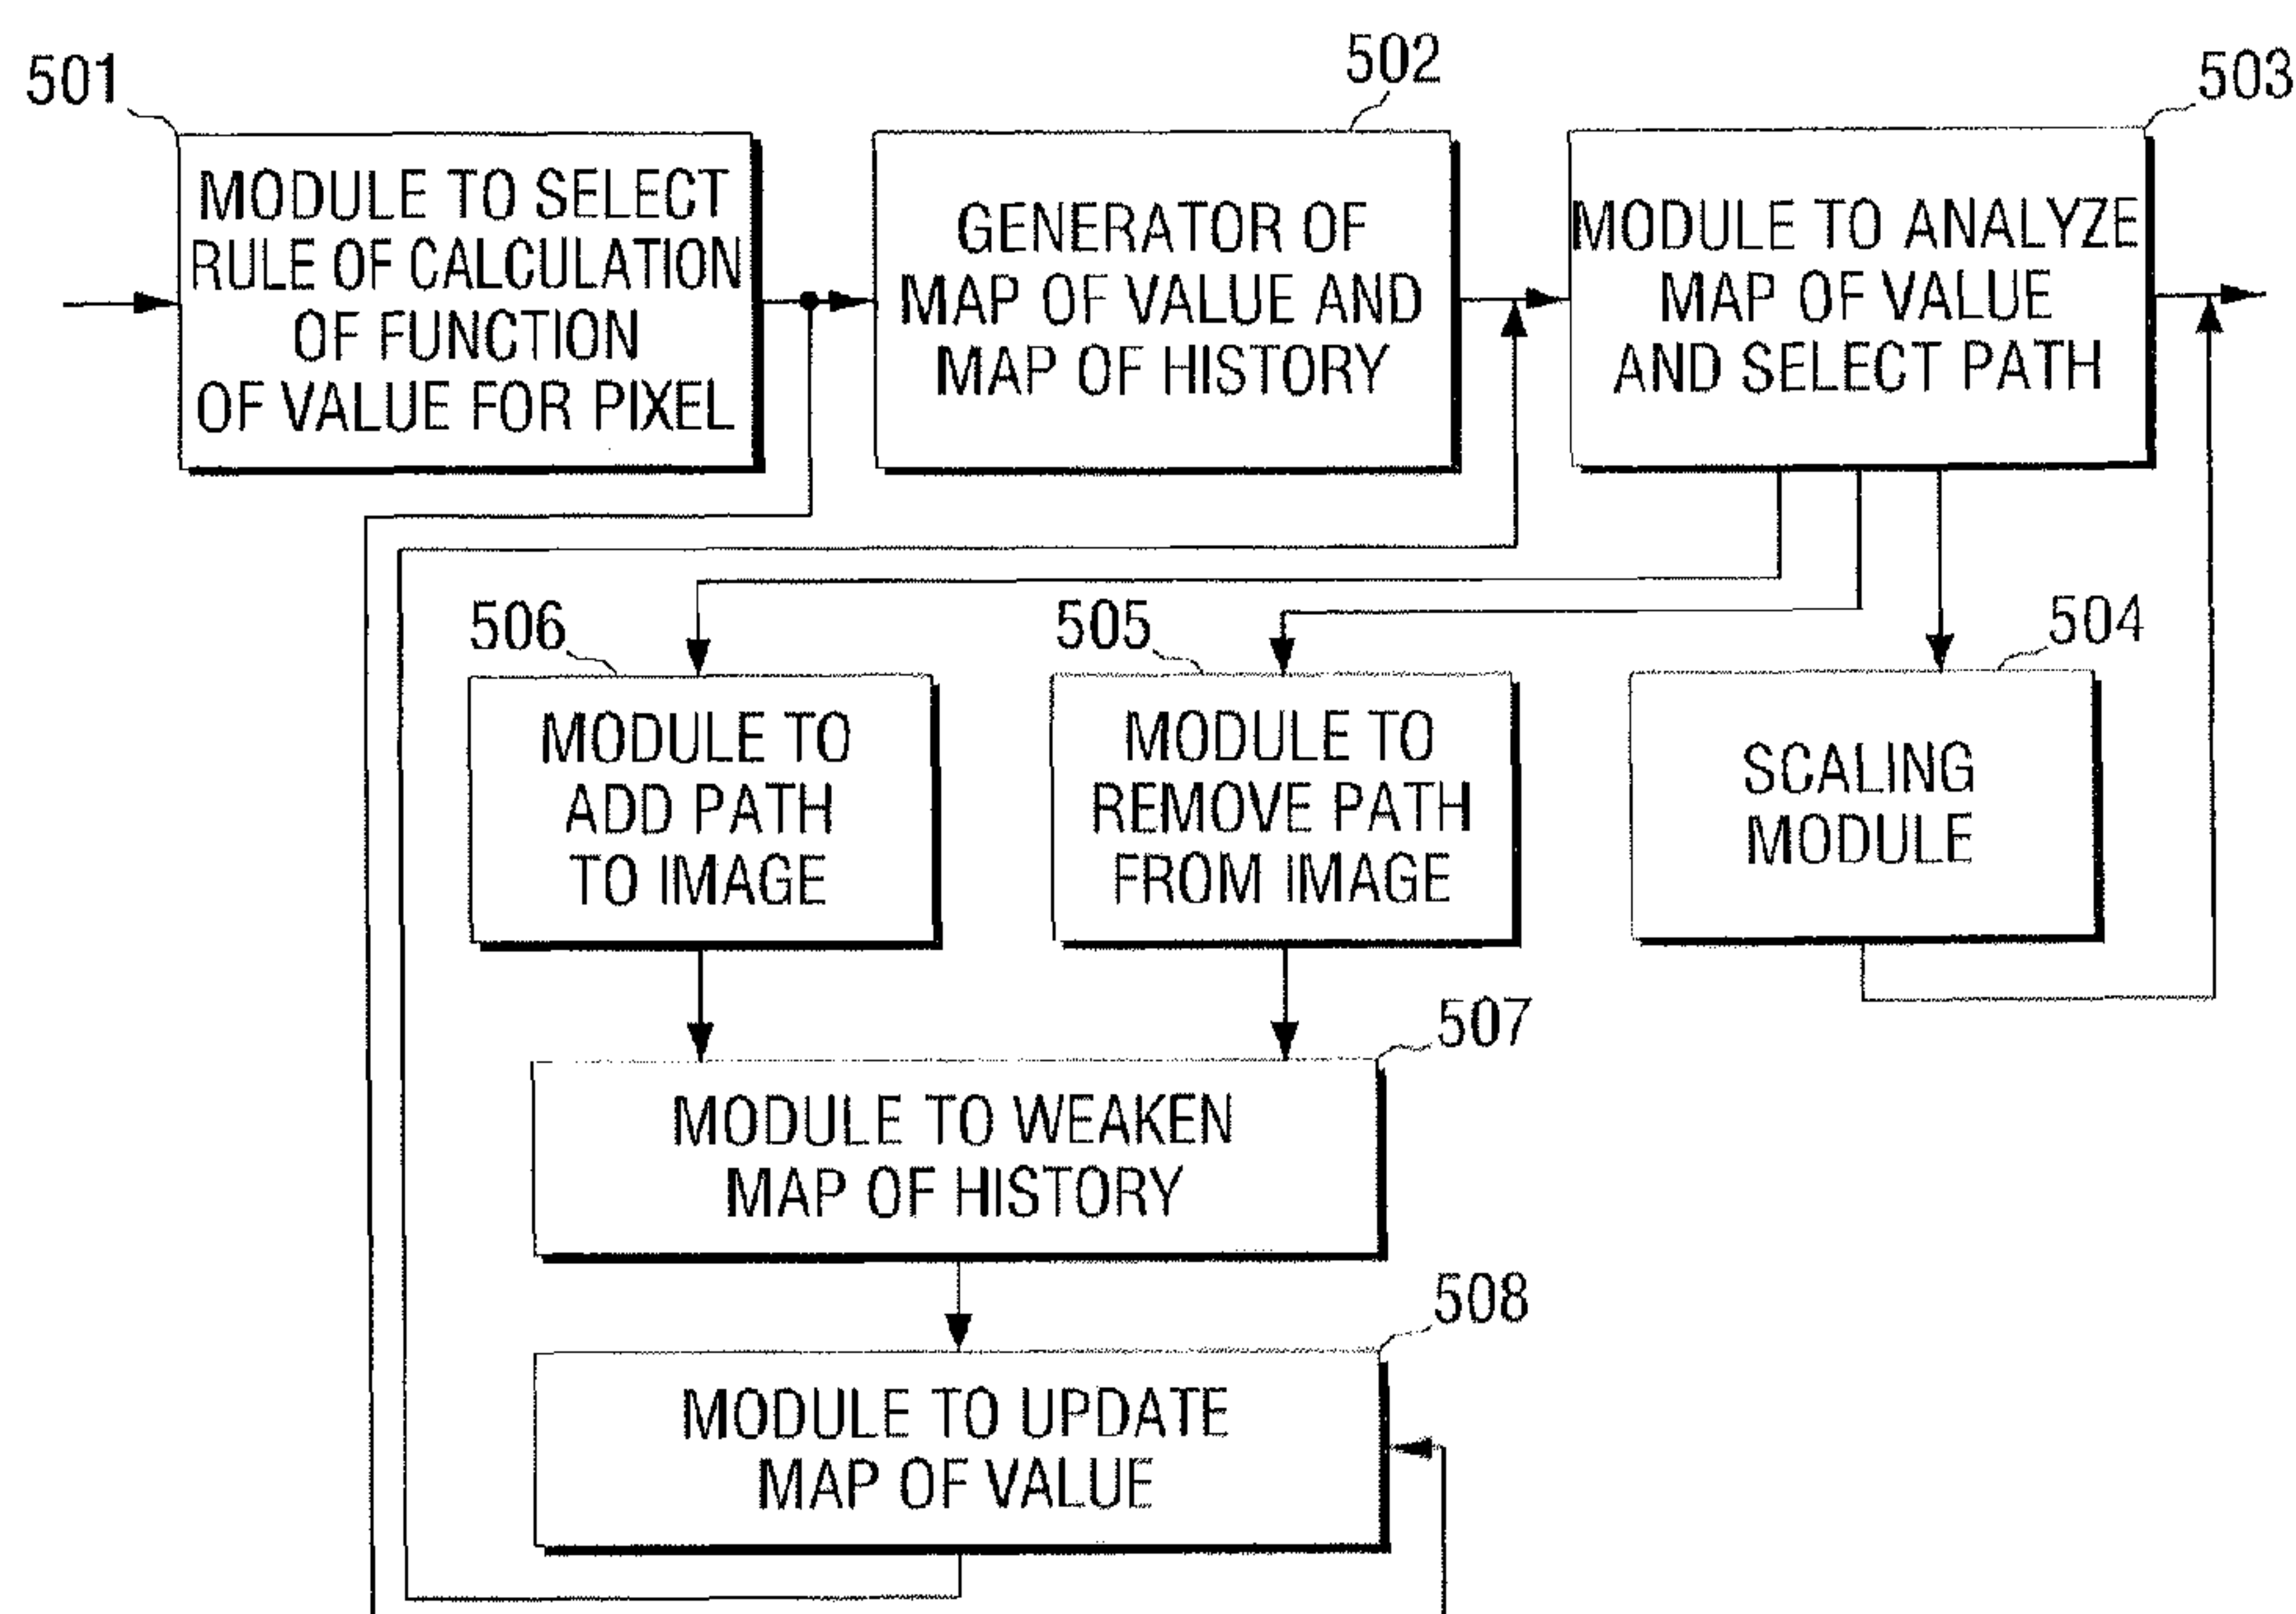 501
MODULE TO SELECT
RULE OF CALCULATION
OF FUNCTION
OF VALUE FOR PIXEL
502
GENERATOR OF
MAP OF VALUE AND
MAP OF HISTORY
503
MODULE TO ANALYZE
MAP OF VALUE
AND SELECT PATH
506
MODULE TO
ADD PATH
TO IMAGE
505
MODULE TO
REMOVE PATH
FROM IMAGE
504
SCALING
MODULE
507
MODULE TO WEAKEN
MAP OF HISTORY
508
MODULE TO UPDATE
MAP OF VALUE